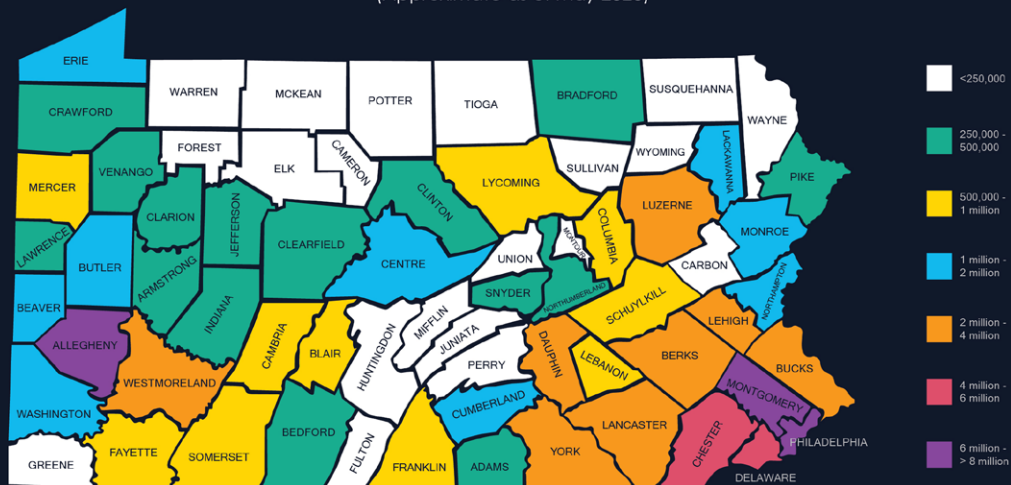 ERIE
WARREN
MCKEAN
POTTER
TIOGA
BRADFORD
SUSQUEHANNA
WAYNE
CRAWFORD
FOREST
ELK
CAMERON
SULLIVAN
WYOMING
LACKAWANNA
PIKE
MERCER
VENANGO
CLARION
JEFFERSON
CLEARFIELD
CLINTON
LYCOMING
COLUMBIA
LUZERNE
MONROE
LAWRENCE
BUTLER
ARMSTRONG
INDIANA
CENTRE
UNION
MONTOUR
CARBON
NORTHAMPTON
SNYDER
NORTHUMBERLAND
SCHUYLKILL
BEAVER
ALLEGHENY
WESTMORELAND
CAMBRIA
BLAIR
HUNTINGDON
MIFFLIN
JUNIATA
PERRY
DAUPHIN
LEBANON
BERKS
LEHIGH
BUCKS
WASHINGTON
GREENE
FAYETTE
SOMERSET
BEDFORD
FULTON
FRANKLIN
CUMBERLAND
ADAMS
YORK
LANCASTER
CHESTER
MONTGOMERY
PHILADELPHIA
DELAWARE
<250,000
250,000 -
500,000
500,000 -
1 million
1 million -
2 million
2 million -
4 million
4 million -
6 million
6 million -
> 8 million